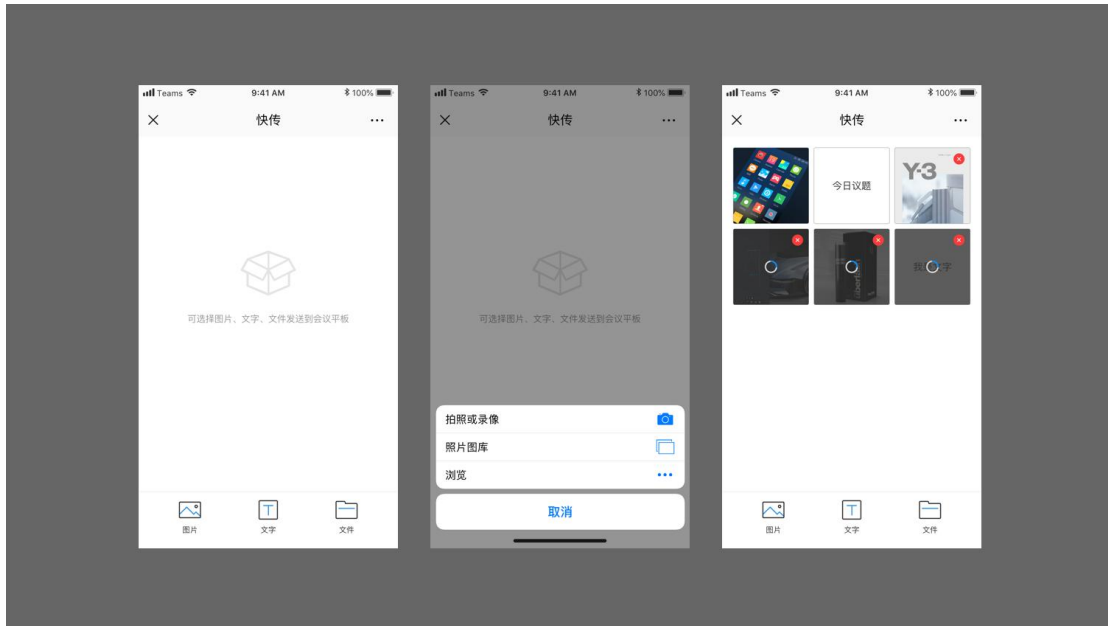 Teams 9:41 AM 100%
快传
可选择图片、文字、文件发送到会议平板
图片 文字 文件
Teams 9:41 AM 100%
快传
可选择图片、文字、文件发送到会议平板
拍照或录像
照片图库
浏览
取消
Teams 9:41 AM 100%
快传
今日议题
Y-3
图片 文字 文件